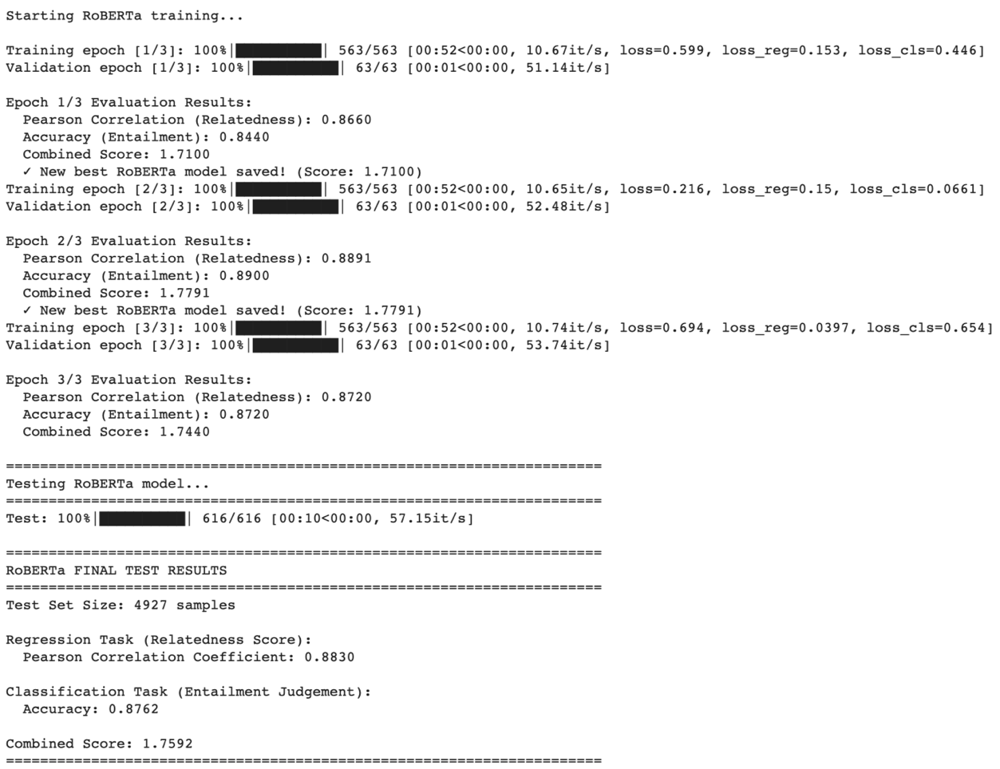 Starting RoBERTa training...
Training epoch [1/3]: 100%|██████████| 563/563 [00:52<00:00, 10.67it/s, loss=0.599, loss_reg=0.153, loss_cls=0.446]
Validation epoch [1/3]: 100%|██████████| 63/63 [00:01<00:00, 51.14it/s]
Epoch 1/3 Evaluation Results:
  Pearson Correlation (Relatedness): 0.8660
  Accuracy (Entailment): 0.8440
  Combined Score: 1.7100
  ✓ New best RoBERTa model saved! (Score: 1.7100)
Training epoch [2/3]: 100%|██████████| 563/563 [00:52<00:00, 10.65it/s, loss=0.216, loss_reg=0.15, loss_cls=0.0661]
Validation epoch [2/3]: 100%|██████████| 63/63 [00:01<00:00, 52.48it/s]
Epoch 2/3 Evaluation Results:
  Pearson Correlation (Relatedness): 0.8891
  Accuracy (Entailment): 0.8900
  Combined Score: 1.7791
  ✓ New best RoBERTa model saved! (Score: 1.7791)
Training epoch [3/3]: 100%|██████████| 563/563 [00:52<00:00, 10.74it/s, loss=0.694, loss_reg=0.0397, loss_cls=0.654]
Validation epoch [3/3]: 100%|██████████| 63/63 [00:01<00:00, 53.74it/s]
Epoch 3/3 Evaluation Results:
  Pearson Correlation (Relatedness): 0.8720
  Accuracy (Entailment): 0.8720
  Combined Score: 1.7440
======================================================================
Testing RoBERTa model...
======================================================================
Test: 100%|██████████| 616/616 [00:10<00:00, 57.15it/s]
======================================================================
RoBERTa FINAL TEST RESULTS
======================================================================
Test Set Size: 4927 samples
Regression Task (Relatedness Score):
  Pearson Correlation Coefficient: 0.8830
Classification Task (Entailment Judgement):
  Accuracy: 0.8762
Combined Score: 1.7592
======================================================================